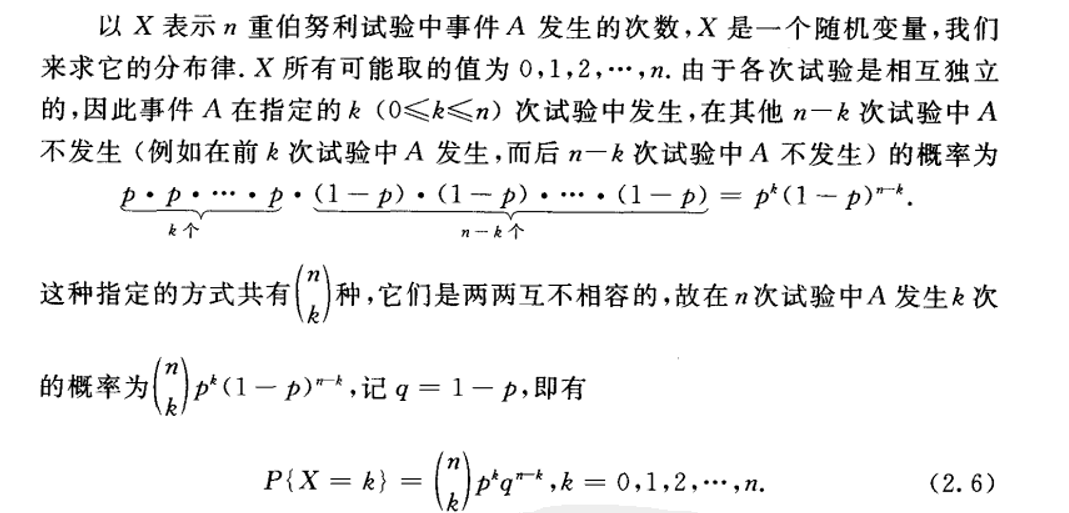 以 X 表示 n 重伯努利试验中事件 A 发生的次数,X 是一个随机变量,我们
来求它的分布律. X 所有可能取的值为 0,1,2,⋯,n. 由于各次试验是相互独立
的,因此事件 A 在指定的 k (0≤k≤n) 次试验中发生,在其他 n−k 次试验中 A
不发生 (例如在前 k 次试验中 A 发生,而后 n−k 次试验中 A 不发生) 的概率为
$\underbrace{p \cdot p \cdot \cdots \cdot p}_{k 个} \cdot \underbrace{(1-p) \cdot (1-p) \cdot \cdots \cdot (1-p)}_{n-k 个} = p^k(1-p)^{n-k}.$
这种指定的方式共有$\binom{n}{k}$种,它们是两两互不相容的,故在 n 次试验中 A 发生 k 次
的概率为$\binom{n}{k}p^k(1-p)^{n-k}$,记 q = 1 − p,即有
$P\{X = k\} = \binom{n}{k}p^k q^{n-k}, k = 0,1,2,\cdots,n.$ (2.6)